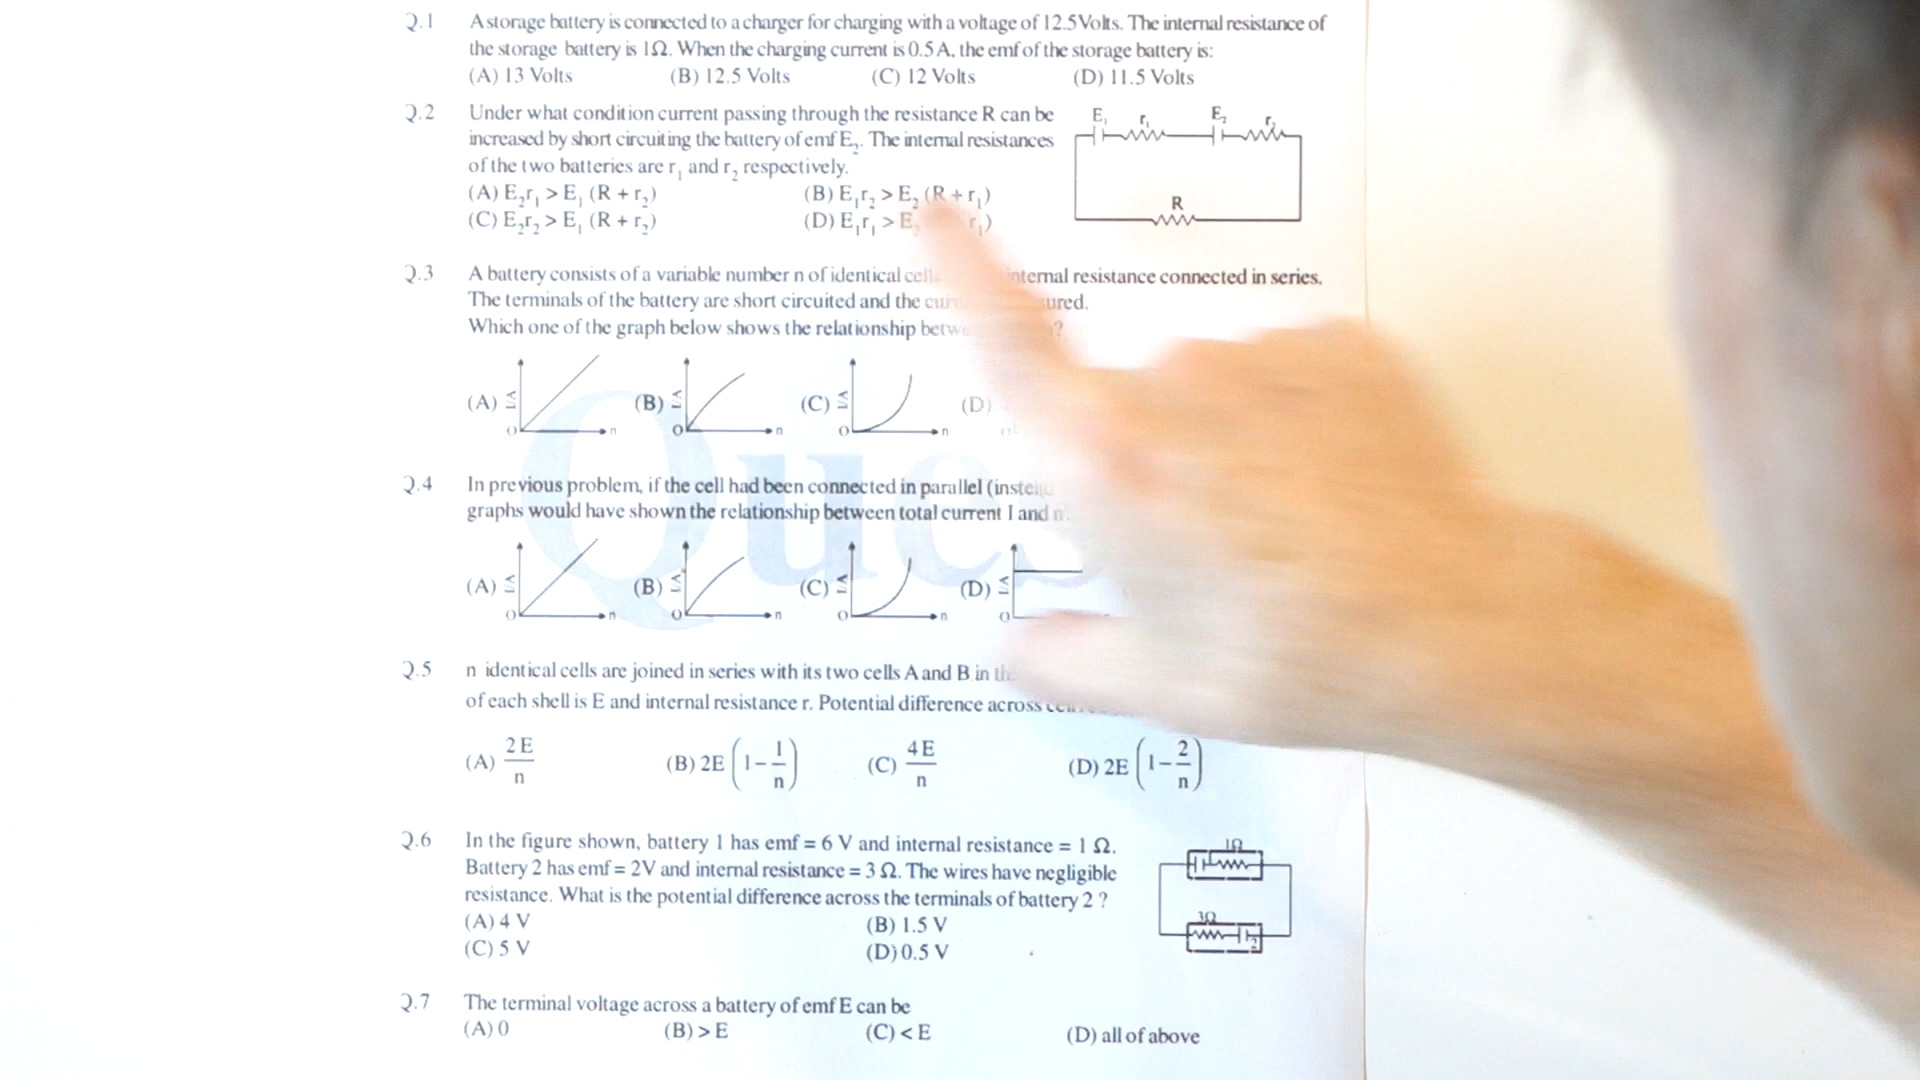 Q.1 A storage battery is connected to a charger for charging with a voltage of 12.5Volts. The internal resistance of
the storage battery is 1Ω. When the charging current is 0.5 A, the emf of the storage battery is:
(A) 13 Volts (B) 12.5 Volts (C) 12 Volts (D) 11.5 Volts
Q.2 Under what condition current passing through the resistance R can be
increased by short circuiting the battery of emf E₂. The internal resistances
of the two batteries are r₁ and r₂ respectively.
(A) E₂r₁ > E₁ (R + r₂) (B) E₁r₂ > E₂ (R + r₁)
(C) E₂r₂ > E₁ (R + r₂) (D) E₁r₁ > E₂ r₁)
E₁ r₁ E₂ r₂
R
Q.3 A battery consists of a variable number n of identical internal resistance connected in series.
The terminals of the battery are short circuited and the
Which one of the graph below shows the relationship ?
(A) I/A O n (B) I/A O n (C) I/A O n (D)
Q.4 In previous problem, if the cell had been connected in parallel
graphs would have shown the relationship between total current I and n
(A) I/A O n (B) I/A O n (C) I/A O n (D) I/A O
Q.5 n identical cells are joined in series with its two cells A and B in
of each shell is E and internal resistance r. Potential difference across
(A) 2E/n (B) 2E (1 − 1/n) (C) 4E/n (D) 2E (1 − 2/n)
Q.6 In the figure shown, battery 1 has emf = 6 V and internal resistance = 1 Ω.
Battery 2 has emf = 2V and internal resistance = 3 Ω. The wires have negligible
resistance. What is the potential difference across the terminals of battery 2 ?
(A) 4 V (B) 1.5 V
(C) 5 V (D) 0.5 V
1Ω
3Ω
Q.7 The terminal voltage across a battery of emf E can be
(A) 0 (B) > E (C) < E (D) all of above
Ques